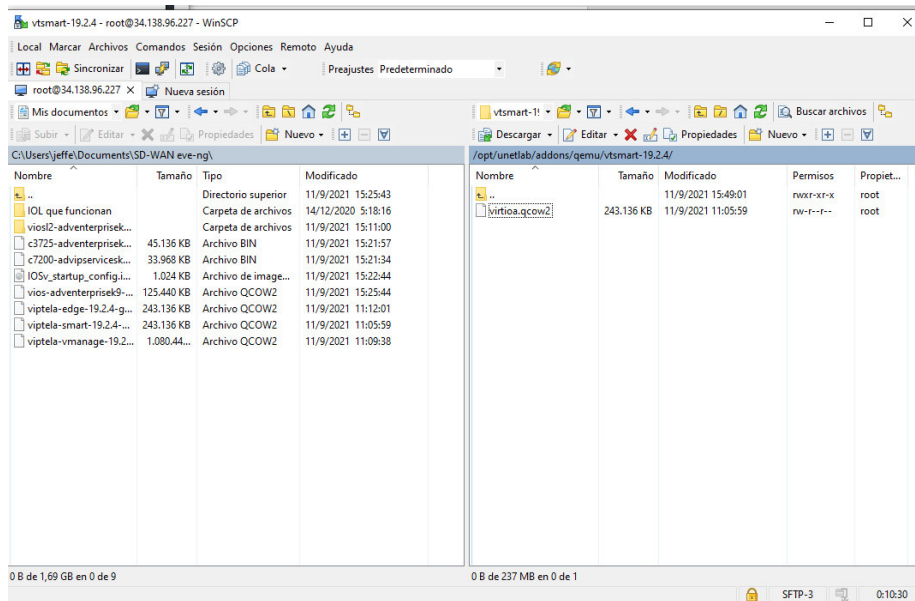 vtsmart-19.2.4 - root@34.138.96.227 - WinSCP
Local Marcar Archivos Comandos Sesión Opciones Remoto Ayuda
Sincronizar Cola Preajustes Predeterminado
root@34.138.96.227 Nueva sesión
Mis documentos vtsmart-1! Buscar archivos
Subir Editar Propiedades Nuevo Descargar Editar Propiedades Nuevo
C:\Users\jeffe\Documents\SD-WAN eve-ng\ /opt/unetlab/addons/qemu/vtsmart-19.2.4/
Nombre Tamaño Tipo Modificado Nombre Tamaño Modificado Permisos Propiet...
.. Directorio superior 11/9/2021 15:25:43 .. 11/9/2021 15:49:01 rwxr-xr-x root
IOL que funcionan Carpeta de archivos 14/12/2020 5:18:16 virtioa.qcow2 243.136 KB 11/9/2021 11:05:59 rw-r--r-- root
viosl2-adventerprisek... Carpeta de archivos 11/9/2021 15:11:00
c3725-adventerprisek... 45.136 KB Archivo BIN 11/9/2021 15:21:57
c7200-advipservicesk... 33.968 KB Archivo BIN 11/9/2021 15:21:34
IOSv_startup_config.i... 1.024 KB Archivo de image... 11/9/2021 15:22:44
vios-adventerprisek9-... 125.440 KB Archivo QCOW2 11/9/2021 15:25:44
viptela-edge-19.2.4-g... 243.136 KB Archivo QCOW2 11/9/2021 11:12:01
viptela-smart-19.2.4-... 243.136 KB Archivo QCOW2 11/9/2021 11:05:59
viptela-vmanage-19.2... 1.080.44... Archivo QCOW2 11/9/2021 11:09:38
0 B de 1,69 GB en 0 de 9 0 B de 237 MB en 0 de 1
SFTP-3 0:10:30